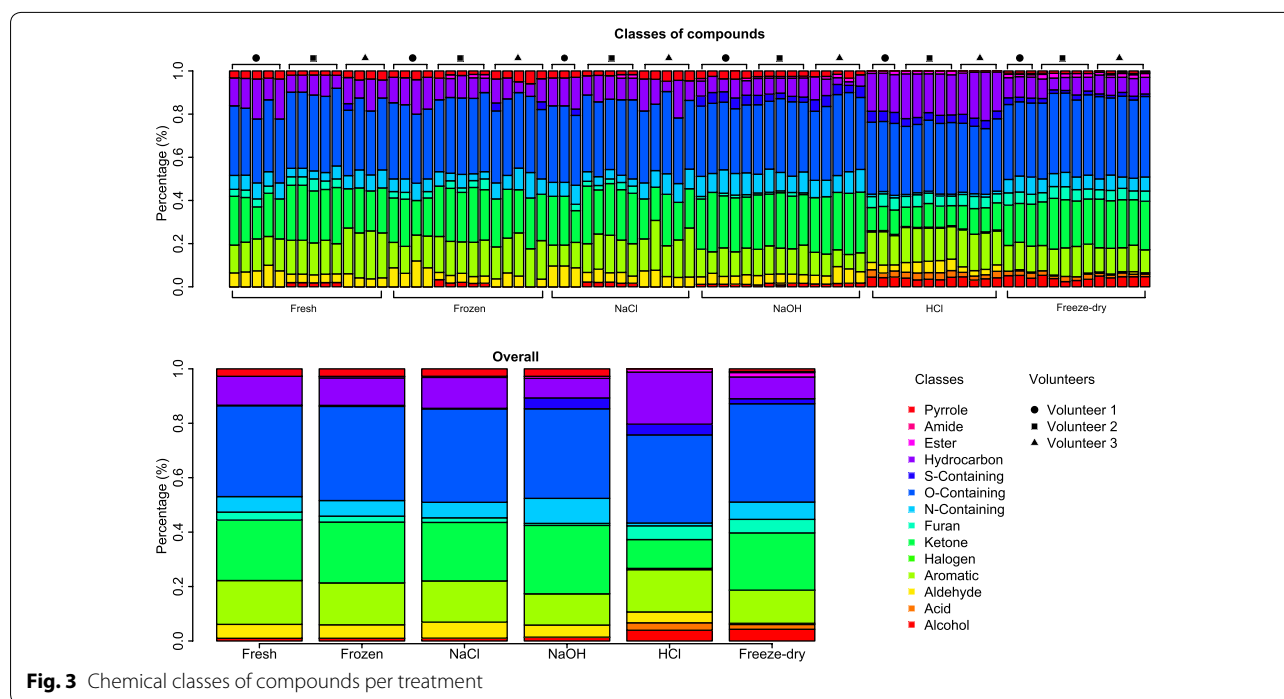 Classes of compounds
Percentage (%)
1.0
0.8
0.6
0.4
0.2
0.0
Fresh Frozen NaCl NaOH HCl Freeze-dry
Overall
Percentage (%)
1.0
0.8
0.6
0.4
0.2
0.0
Fresh Frozen NaCl NaOH HCl Freeze-dry
Classes
Pyrrole
Amide
Ester
Hydrocarbon
S-Containing
O-Containing
N-Containing
Furan
Ketone
Halogen
Aromatic
Aldehyde
Acid
Alcohol
Volunteers
Volunteer 1
Volunteer 2
Volunteer 3
Fig. 3 Chemical classes of compounds per treatment